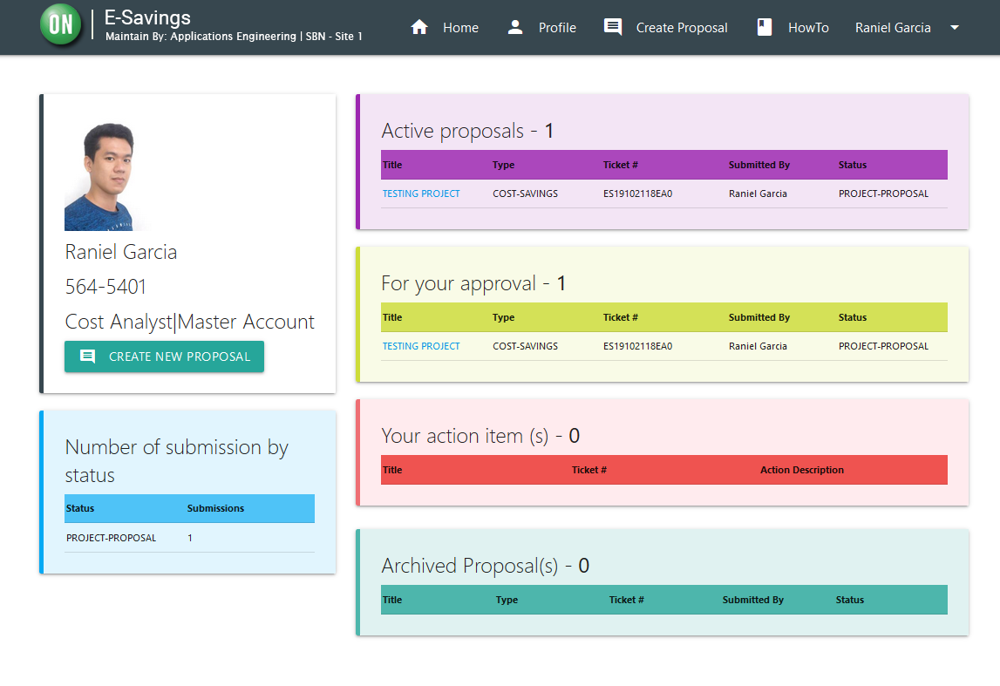 ON
E-Savings
Maintain By: Applications Engineering | SBN - Site 1
Home
Profile
Create Proposal
HowTo
Raniel Garcia
Raniel Garcia
564-5401
Cost Analyst|Master Account
CREATE NEW PROPOSAL
Number of submission by
status
Status Submissions
PROJECT-PROPOSAL 1
Active proposals - 1
Title Type Ticket # Submitted By Status
TESTING PROJECT COST-SAVINGS ES19102118EA0 Raniel Garcia PROJECT-PROPOSAL
For your approval - 1
Title Type Ticket # Submitted By Status
TESTING PROJECT COST-SAVINGS ES19102118EA0 Raniel Garcia PROJECT-PROPOSAL
Your action item (s) - 0
Title Ticket # Action Description
Archived Proposal(s) - 0
Title Type Ticket # Submitted By Status